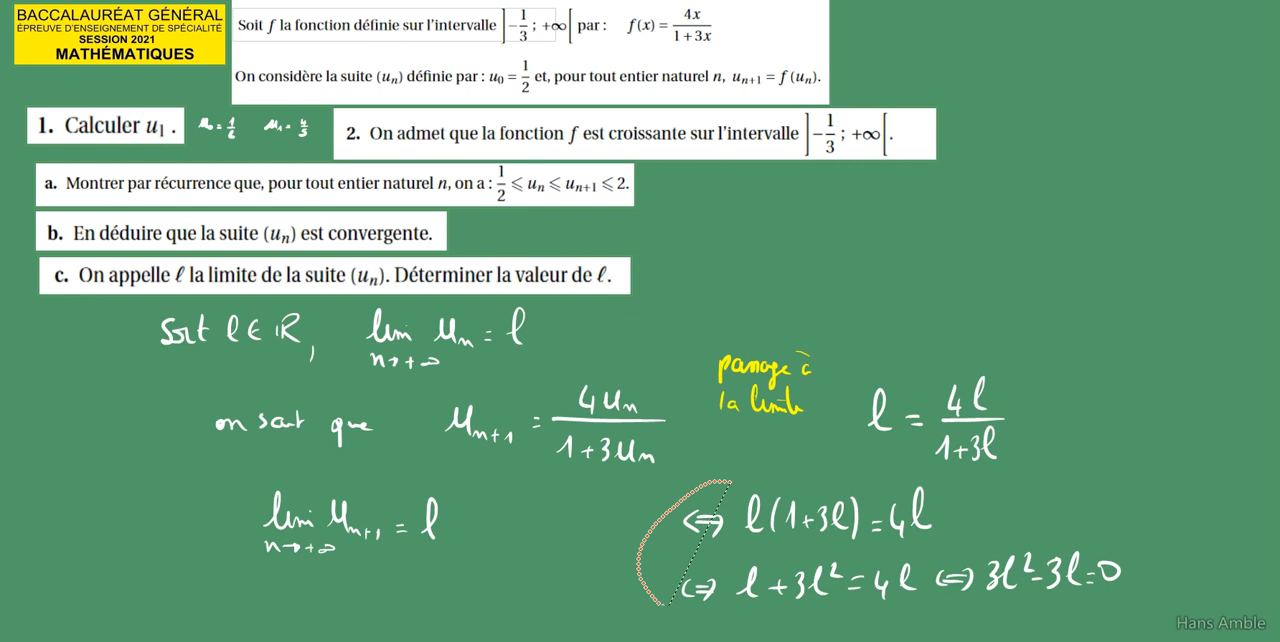 BACCALAURÉAT GÉNÉRAL
ÉPREUVE D'ENSEIGNEMENT DE SPÉCIALITÉ
SESSION 2021
MATHÉMATIQUES
Soit f la fonction définie sur l'intervalle ]-1/3 ; +∞[ par : f(x) = 4x/(1+3x)
On considère la suite (uₙ) définie par : u₀ = 1/2 et, pour tout entier naturel n, uₙ₊₁ = f(uₙ).
1. Calculer u₁. u₀ = 1/2 u₁ = 4/5
2. On admet que la fonction f est croissante sur l'intervalle ]-1/3 ; +∞[.
a. Montrer par récurrence que, pour tout entier naturel n, on a : 1/2 ⩽ uₙ ⩽ uₙ₊₁ ⩽ 2.
b. En déduire que la suite (uₙ) est convergente.
c. On appelle ℓ la limite de la suite (uₙ). Déterminer la valeur de ℓ.
Soit ℓ ∈ ℝ, lim uₙ = ℓ
n→+∞
on sait que uₙ₊₁ = 4uₙ/(1+3uₙ)
passage à
la limite
ℓ = 4ℓ/(1+3ℓ)
lim uₙ₊₁ = ℓ
n→+∞
⇔ ℓ(1+3ℓ) = 4ℓ
⇔ ℓ + 3ℓ² = 4ℓ ⇔ 3ℓ² - 3ℓ = 0
Hans Amble